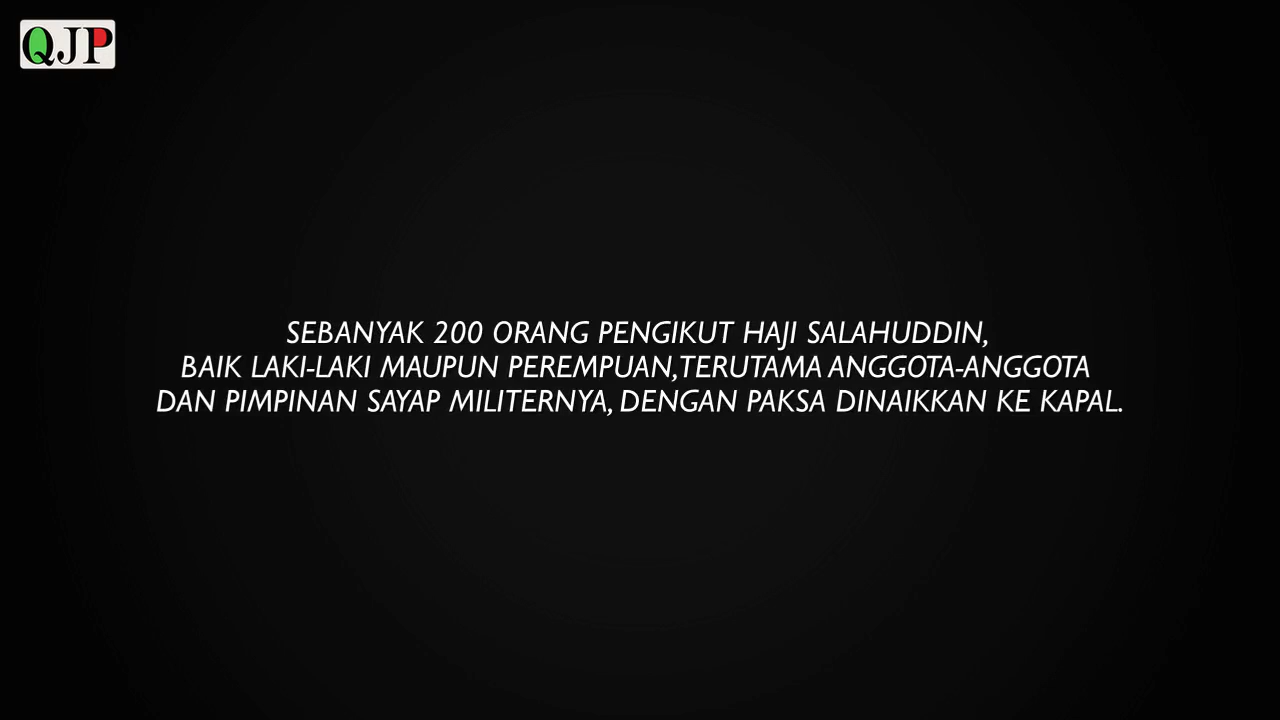 QJP
SEBANYAK 200 ORANG PENGIKUT HAJI SALAHUDDIN,
BAIK LAKI-LAKI MAUPUN PEREMPUAN,TERUTAMA ANGGOTA-ANGGOTA
DAN PIMPINAN SAYAP MILITERNYA, DENGAN PAKSA DINAIKKAN KE KAPAL.